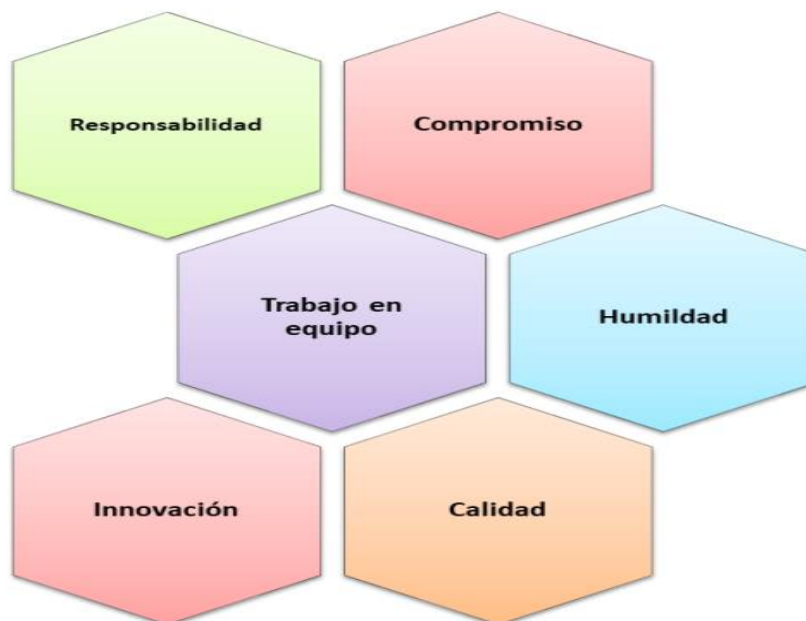 Responsabilidad
Compromiso
Trabajo en
equipo
Humildad
Innovación
Calidad